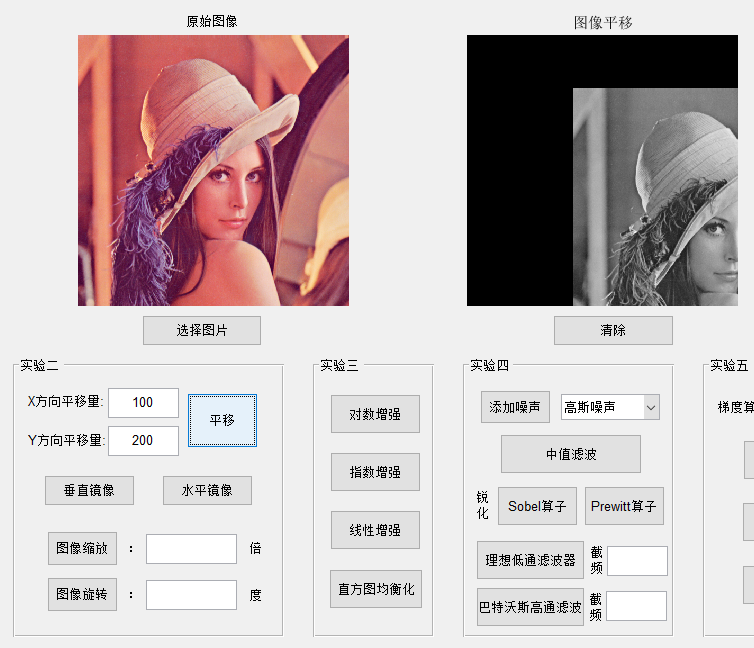 原始图像
图像平移
选择图片
清除
实验二
X方向平移量:
100
平移
Y方向平移量:
200
垂直镜像
水平镜像
图像缩放
:
倍
图像旋转
:
度
实验三
对数增强
指数增强
线性增强
直方图均衡化
实验四
添加噪声
高斯噪声
中值滤波
锐化
Sobel算子
Prewitt算子
理想低通滤波器
截频
巴特沃斯高通滤波
截频
实验五
梯度算